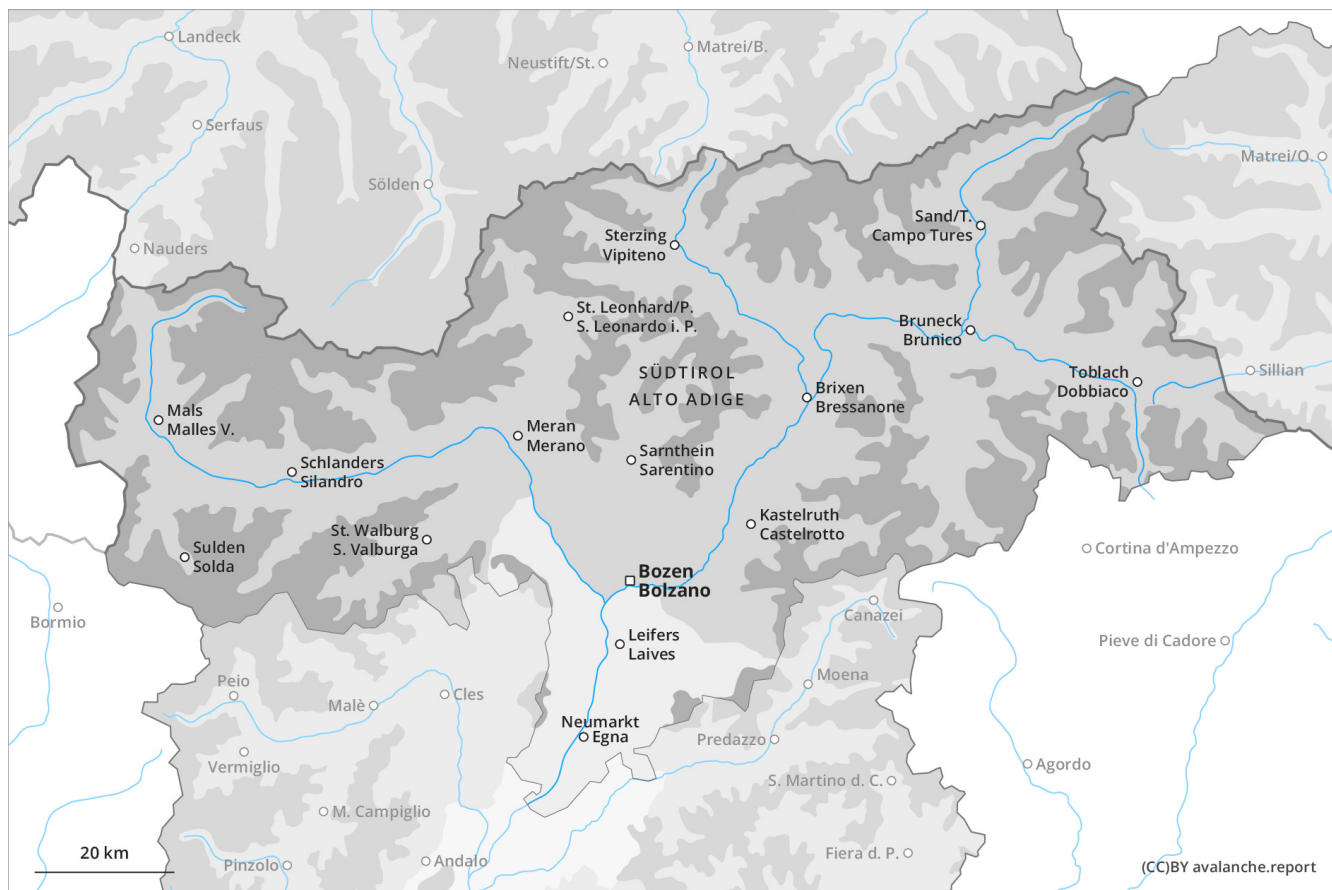 Landeck
Matrei/B.
Neustift/St.
Serfaus
Matrei/O.
Sölden
Sand/T.
Campo Tures
Nauders
Sterzing
Vipiteno
St. Leonhard/P.
S. Leonardo i. P.
Bruneck
Brunico
SÜDTIROL
ALTO ADIGE
Toblach
Dobbiaco
Sillian
Brixen
Bressanone
Mals
Malles V.
Meran
Merano
Sarnthein
Sarentino
Schlanders
Silandro
Kastelruth
Castelrotto
St. Walburg
S. Valburga
Sulden
Solda
Cortina d'Ampezzo
Bozen
Bolzano
Bormio
Canazei
Leifers
Laives
Pieve di Cadore
Peio
Malè
Cles
Moena
Neumarkt
Egna
Predazzo
Vermiglio
Agordo
S. Martino d. C.
M. Campiglio
20 km
Pinzolo
Andalo
Fiera d. P.
(CC)BY avalanche.report